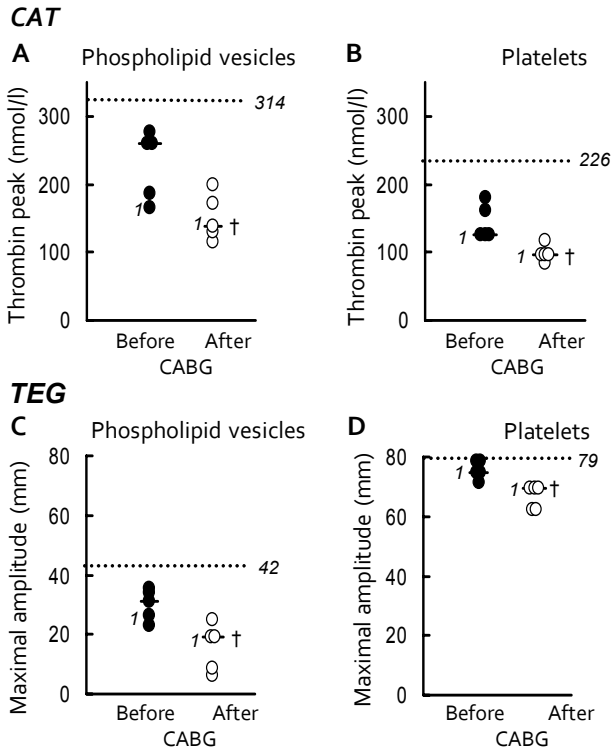 CAT
A Phospholipid vesicles
Thrombin peak (nmol/l)
300
200
100
0
314
1
1 †
Before After
CABG
B Platelets
Thrombin peak (nmol/l)
300
200
100
0
226
1
1 †
Before After
CABG
TEG
C Phospholipid vesicles
Maximal amplitude (mm)
80
60
40
20
0
42
1
1 †
Before After
CABG
D Platelets
Maximal amplitude (mm)
80
60
40
20
0
79
1
1 †
Before After
CABG